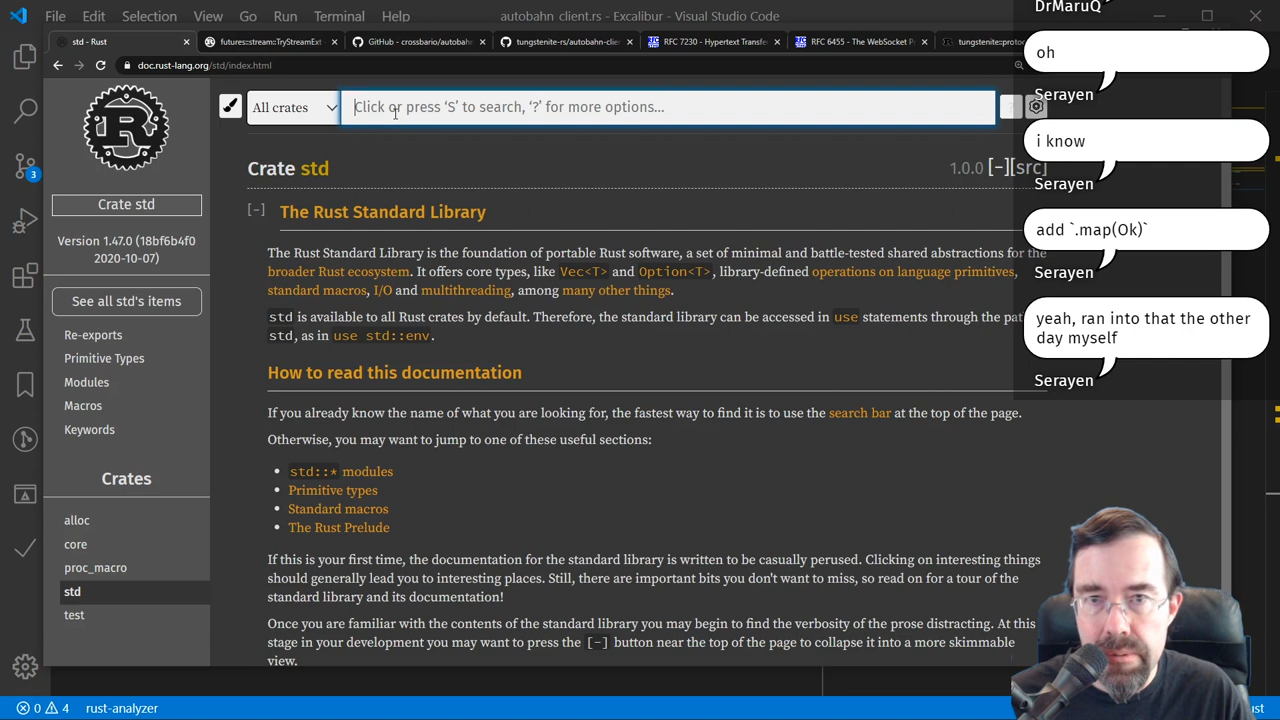 File Edit Selection View Go Run Terminal Help autobahn_client.rs - Excalibur - Visual Studio Code
std - Rust
futures::stream::TryStreamExt
GitHub - crossbario/autobahn
tungstenite-rs/autobahn-clien
RFC 7230 - Hypertext Transfer
RFC 6455 - The WebSocket P
tungstenite::proto
doc.rust-lang.org/std/index.html
All crates
Click or press ‘S’ to search, ‘?’ for more options...
Crate std
Version 1.47.0 (18bf6b4f0
2020-10-07)
See all std's items
Re-exports
Primitive Types
Modules
Macros
Keywords
Crates
alloc
core
proc_macro
std
test
Crate std
1.0.0 [-][src]
[-] The Rust Standard Library
The Rust Standard Library is the foundation of portable Rust software, a set of minimal and battle-tested shared abstractions for the
broader Rust ecosystem. It offers core types, like Vec<T> and Option<T>, library-defined operations on language primitives,
standard macros, I/O and multithreading, among many other things.
std is available to all Rust crates by default. Therefore, the standard library can be accessed in use statements through the pat
std, as in use std::env.
How to read this documentation
If you already know the name of what you are looking for, the fastest way to find it is to use the search bar at the top of the page.
Otherwise, you may want to jump to one of these useful sections:
• std::* modules
• Primitive types
• Standard macros
• The Rust Prelude
If this is your first time, the documentation for the standard library is written to be casually perused. Clicking on interesting things
should generally lead you to interesting places. Still, there are important bits you don't want to miss, so read on for a tour of the
standard library and its documentation!
Once you are familiar with the contents of the standard library you may begin to find the verbosity of the prose distracting. At this
stage in your development you may want to press the [-] button near the top of the page to collapse it into a more skimmable
view.
DrMaruQ
oh
Serayen
i know
Serayen
add `.map(Ok)`
Serayen
yeah, ran into that the other
day myself
Serayen
3
0 4 rust-analyzer
ust